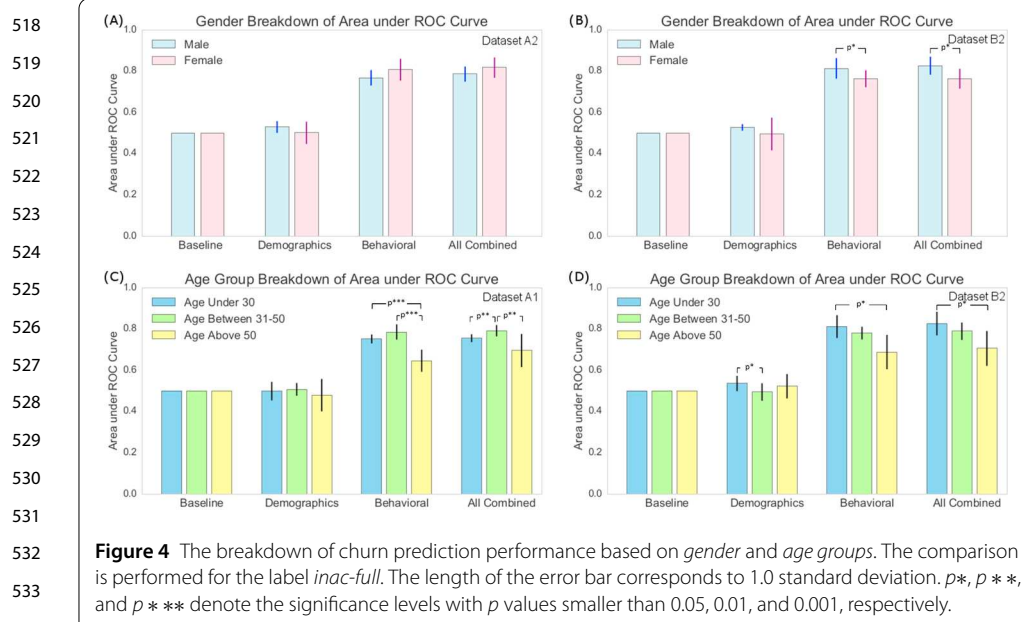 518
519
520
521
522
523
524
525
526
527
528
529
530
531
532
533
(A) Gender Breakdown of Area under ROC Curve
Dataset A2
Male
Female
Area under ROC Curve
1.0
0.8
0.6
0.4
0.2
0.0
Baseline Demographics Behavioral All Combined
(B) Gender Breakdown of Area under ROC Curve
Dataset B2
Male
Female
p* p*
Area under ROC Curve
1.0
0.8
0.6
0.4
0.2
0.0
Baseline Demographics Behavioral All Combined
(C) Age Group Breakdown of Area under ROC Curve
Dataset A1
Age Under 30
Age Between 31-50
Age Above 50
p***
p*** p** p**
Area under ROC Curve
1.0
0.8
0.6
0.4
0.2
0.0
Baseline Demographics Behavioral All Combined
(D) Age Group Breakdown of Area under ROC Curve
Dataset B2
Age Under 30
Age Between 31-50
Age Above 50
p* p* p*
Area under ROC Curve
1.0
0.8
0.6
0.4
0.2
0.0
Baseline Demographics Behavioral All Combined
Figure 4 The breakdown of churn prediction performance based on gender and age groups. The comparison
is performed for the label inac-full. The length of the error bar corresponds to 1.0 standard deviation. p*, p * *,
and p * ** denote the significance levels with p values smaller than 0.05, 0.01, and 0.001, respectively.